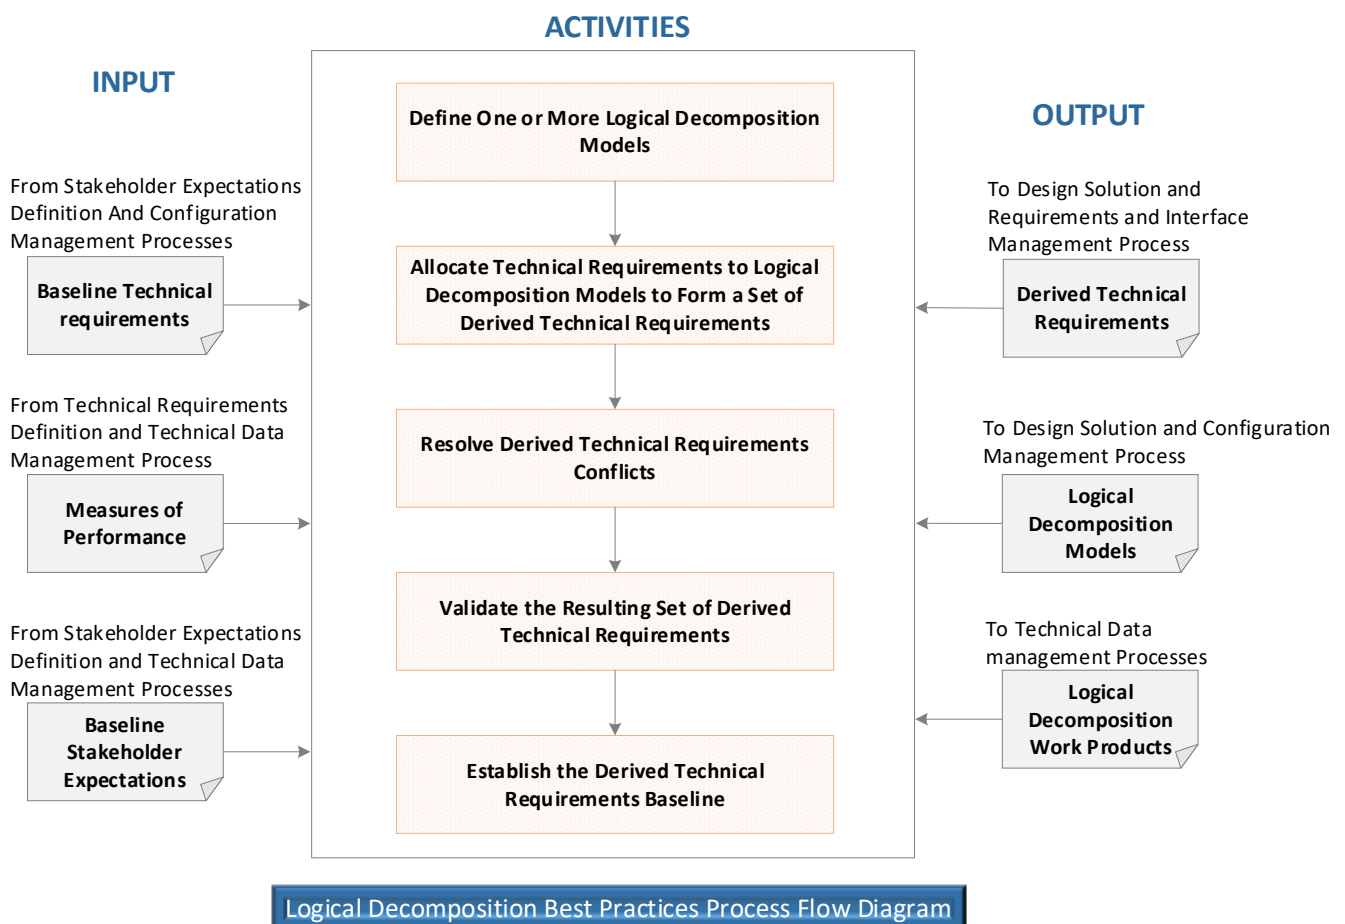 ACTIVITIES
INPUT
OUTPUT
From Stakeholder Expectations
Definition And Configuration
Management Processes
Baseline Technical
requirements
From Technical Requirements
Definition and Technical Data
Management Process
Measures of
Performance
From Stakeholder Expectations
Definition and Technical Data
Management Processes
Baseline
Stakeholder
Expectations
Define One or More Logical Decomposition
Models
Allocate Technical Requirements to Logical
Decomposition Models to Form a Set of
Derived Technical Requirements
Resolve Derived Technical Requirements
Conflicts
Validate the Resulting Set of Derived
Technical Requirements
Establish the Derived Technical
Requirements Baseline
To Design Solution and
Requirements and Interface
Management Process
Derived Technical
Requirements
To Design Solution and Configuration
Management Process
Logical
Decomposition
Models
To Technical Data
management Processes
Logical
Decomposition
Work Products
Logical Decomposition Best Practices Process Flow Diagram